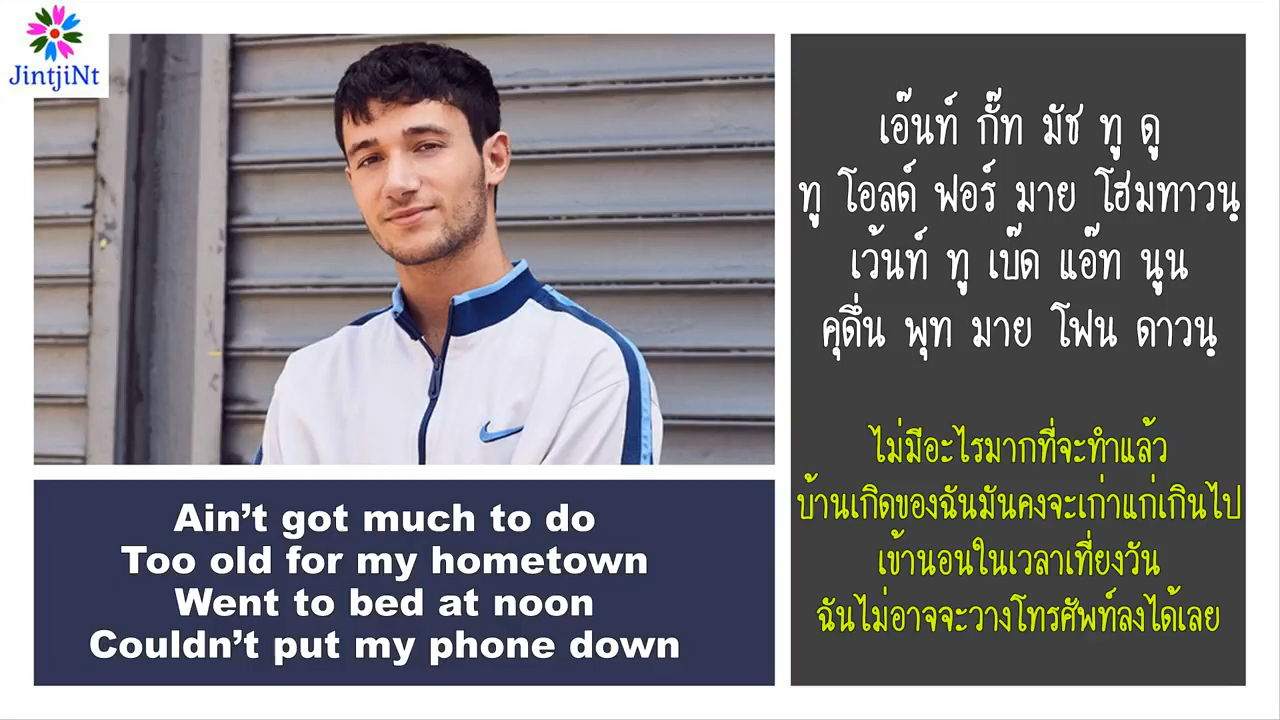 JintjiNt
เอ๊นท์ กั๊ท มัช ทู ดู
ทู โอลด์ ฟอร์ มาย โฮมทาวนฺ
เว้นท์ ทู เบ๊ด แอ๊ท นูน
คุดึ่น พุท มาย โฟน ดาวนฺ
ไม่มีอะไรมากที่จะทำแล้ว
บ้านเกิดของฉันมันคงจะเก่าแก่เกินไป
เข้านอนในเวลาเที่ยงวัน
ฉันไม่อาจจะวางโทรศัพท์ลงได้เลย
Ain’t got much to do
Too old for my hometown
Went to bed at noon
Couldn’t put my phone down